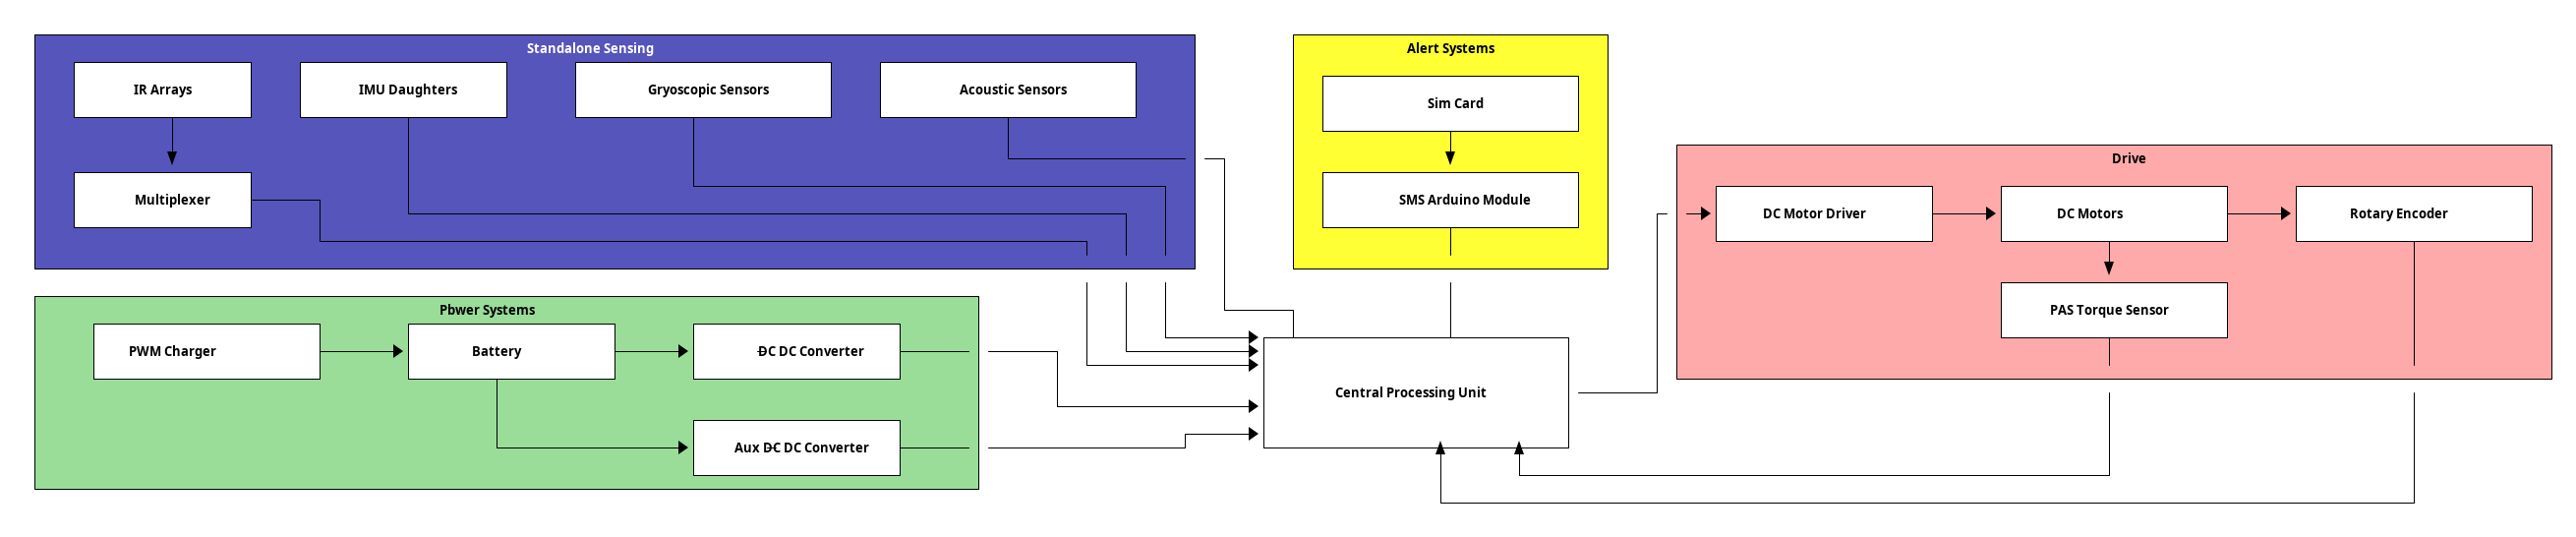 Standalone Sensing
IR Arrays
IMU Daughters
Gryoscopic Sensors
Acoustic Sensors
Multiplexer
Alert Systems
Sim Card
SMS Arduino Module
Drive
DC Motor Driver
DC Motors
Rotary Encoder
PAS Torque Sensor
Pbwer Systems
PWM Charger
Battery
DC DC Converter
Aux DC DC Converter
Central Processing Unit